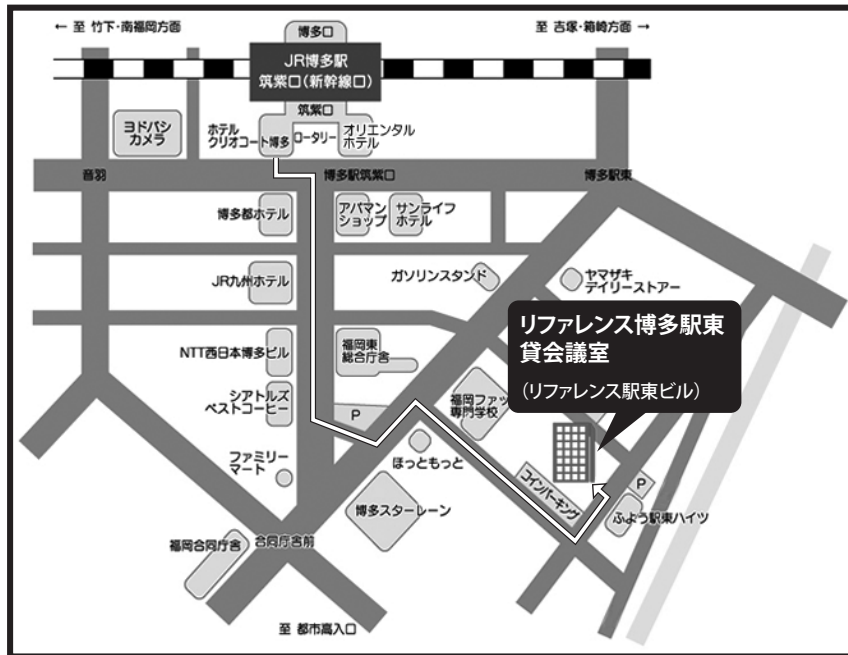 ← 至 竹下・南福岡方面
至 吉塚・箱崎方面 →
博多口
JR博多駅
筑紫口(新幹線口)
筑紫口
ヨドバシ
カメラ
ホテル
クリオコート博多
ロータリー
オリエンタル
ホテル
音羽
博多駅筑紫口
博多駅東
博多都ホテル
アパマン
ショップ
サンライフ
ホテル
JR九州ホテル
ガソリンスタンド
ヤマザキ
デイリーストアー
リファレンス博多駅東
貸会議室
(リファレンス駅東ビル)
NTT西日本博多ビル
福岡東
総合庁舎
シアトルズ
ベストコーヒー
P
福岡ファッ
専門学校
ファミリー
マート
ほっともっと
コインパーキング
P
博多スターレーン
ふよう駅東ハイツ
福岡合同庁舎
合同庁舎前
至 都市高入口